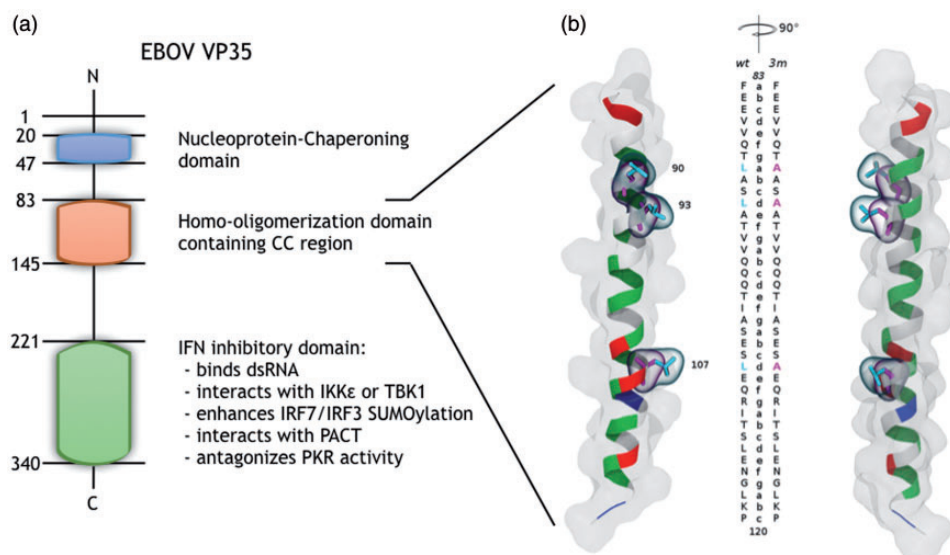 (a)
EBOV VP35
N
1
20
47
83
145
221
340
C
Nucleoprotein-Chaperoning
domain
Homo-oligomerization domain
containing CC region
IFN inhibitory domain:
- binds dsRNA
- interacts with IKKε or TBK1
- enhances IRF7/IRF3 SUMOylation
- interacts with PACT
- antagonizes PKR activity
(b)
90°
wt 3m
83
F a F
E b E
E c E
V d V
V e V
Q f Q
T g T
L a A
A b A
S c S
L d A
A e A
T f T
V g V
V a V
Q b Q
Q c Q
Q d Q
T e T
I f I
A g A
S a S
E b E
S c S
L d A
E e E
Q f Q
R g R
I a I
T b T
S c S
L d L
E e E
N f N
G g G
L a L
K b K
P c P
120
90
93
107